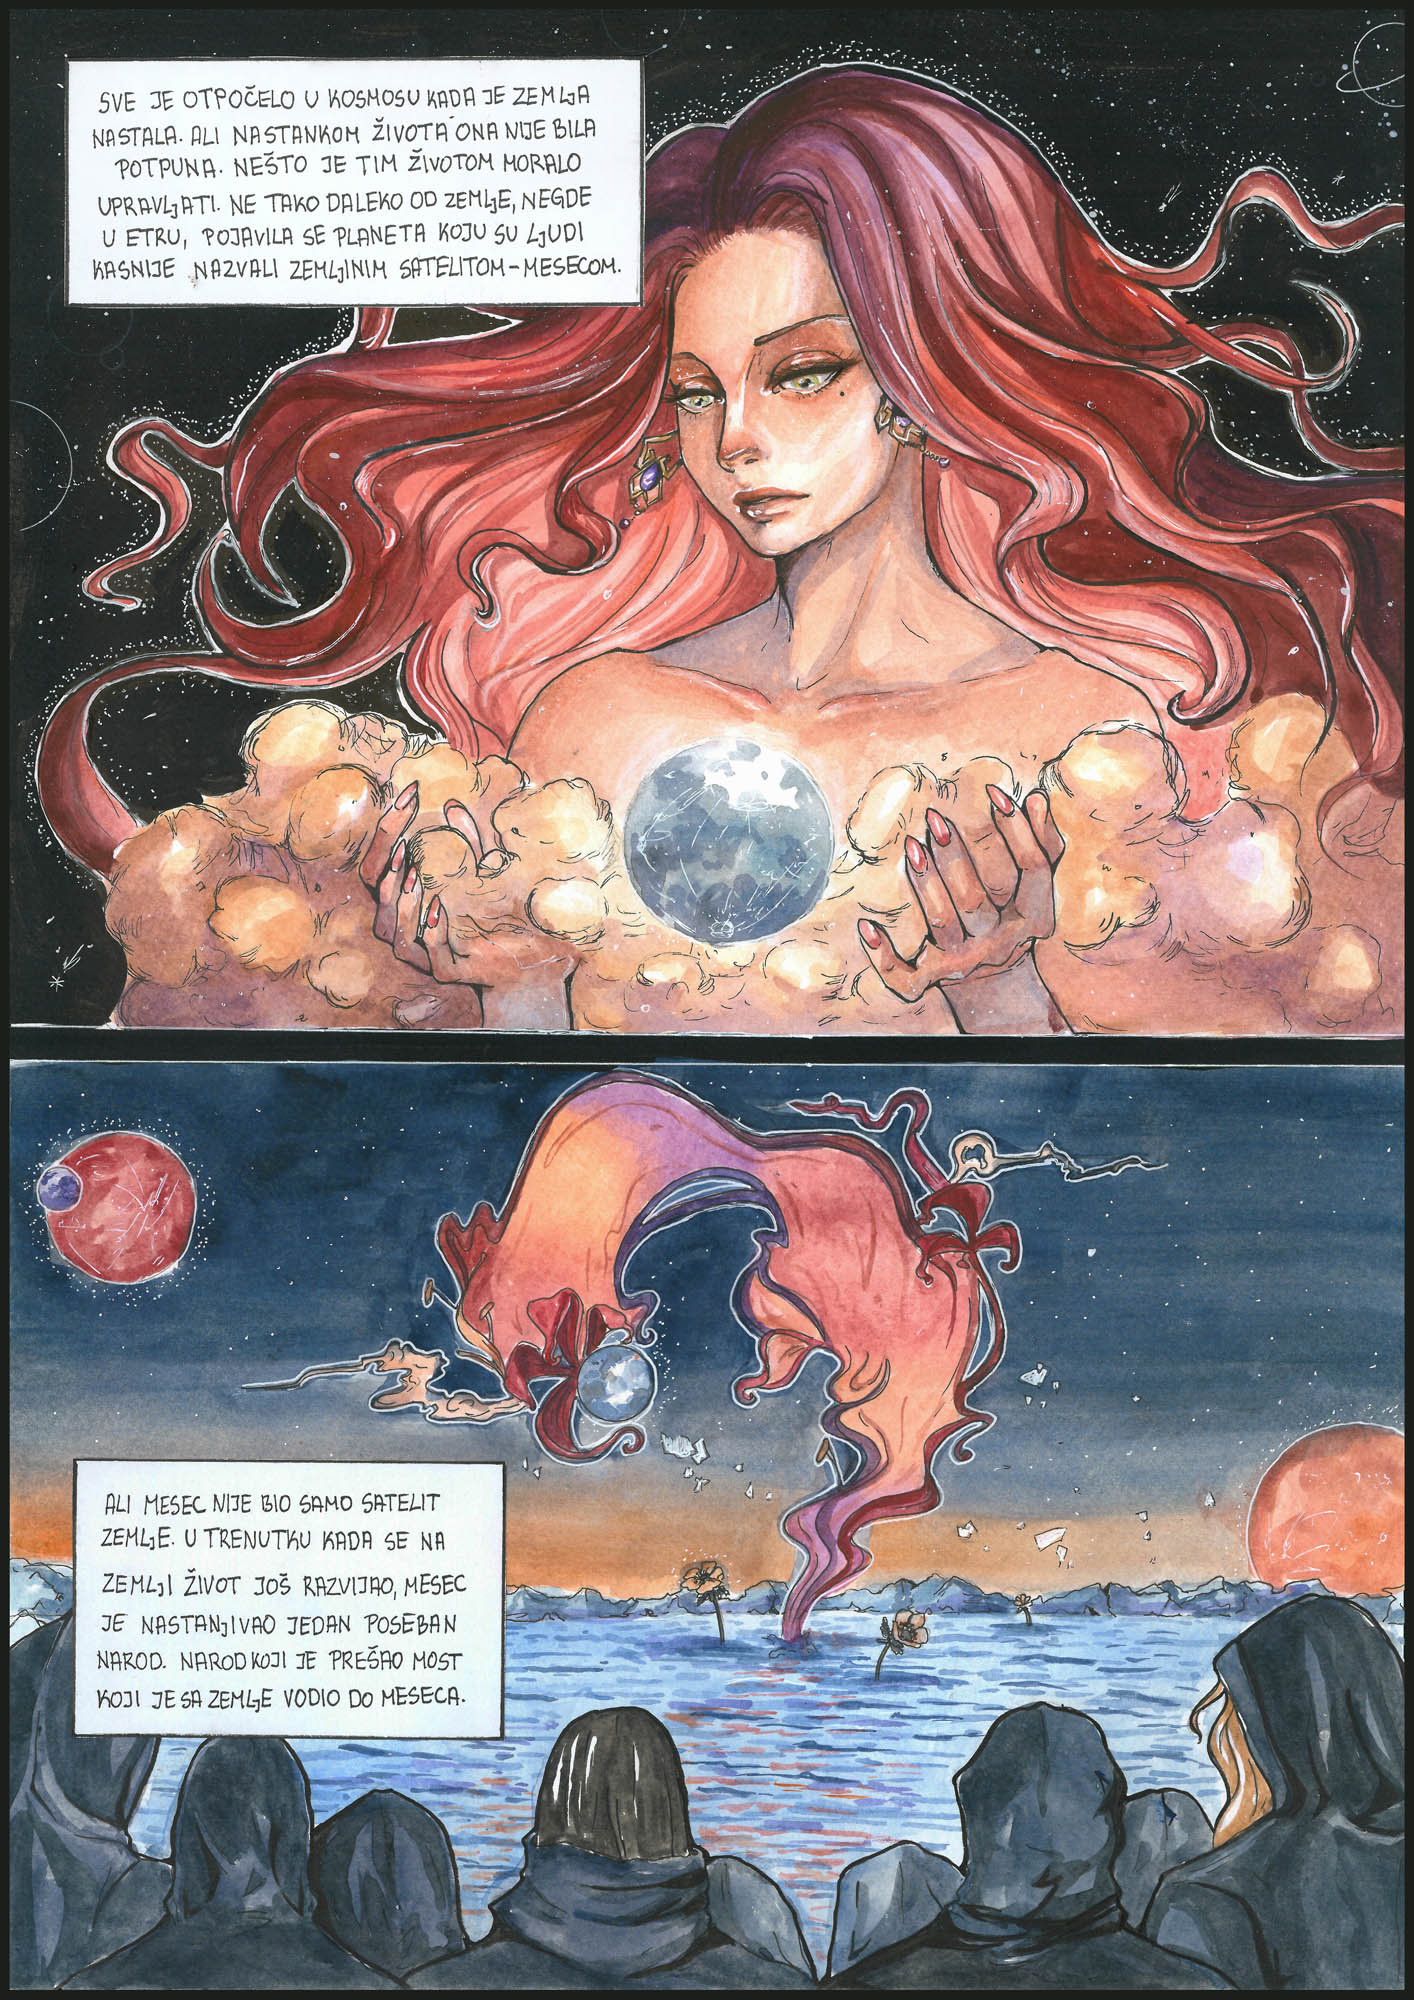 SVE JE OTPOČELO U KOSMOSU KADA JE ZEMLJA
NASTALA. ALI NASTANKOM ŽIVOTA ONA NIJE BILA
POTPUNA. NEŠTO JE TIM ŽIVOTOM MORALO
UPRAVLJATI. NE TAKO DALEKO OD ZEMLJE, NEGDE
U ETRU, POJAVILA SE PLANETA KOJU SU LJUDI
KASNIJE NAZVALI ZEMLJINIM SATELITOM-MESECOM.
ALI MESEC NIJE BIO SAMO SATELIT
ZEMLJE. U TRENUTKU KADA SE NA
ZEMLJI ŽIVOT JOŠ RAZVIJAO, MESEC
JE NASTANJIVAO JEDAN POSEBAN
NAROD. NAROD KOJI JE PREŠAO MOST
KOJI JE SA ZEMLJE VODIO DO MESECA.